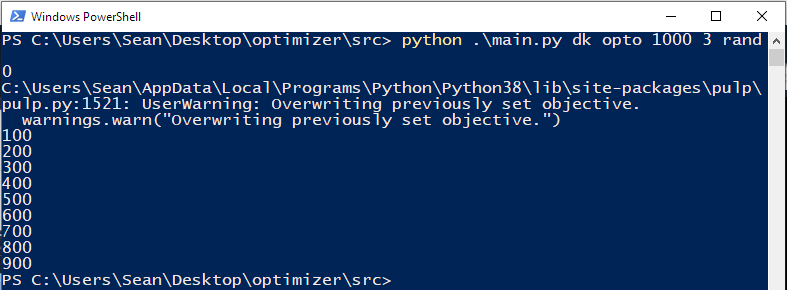 Windows PowerShell
PS C:\Users\Sean\Desktop\optimizer\src> python .\main.py dk opto 1000 3 rand
0
C:\Users\Sean\AppData\Local\Programs\Python\Python38\lib\site-packages\pulp\
pulp.py:1521: UserWarning: Overwriting previously set objective.
  warnings.warn("Overwriting previously set objective.")
100
200
300
400
500
600
700
800
900
PS C:\Users\Sean\Desktop\optimizer\src>